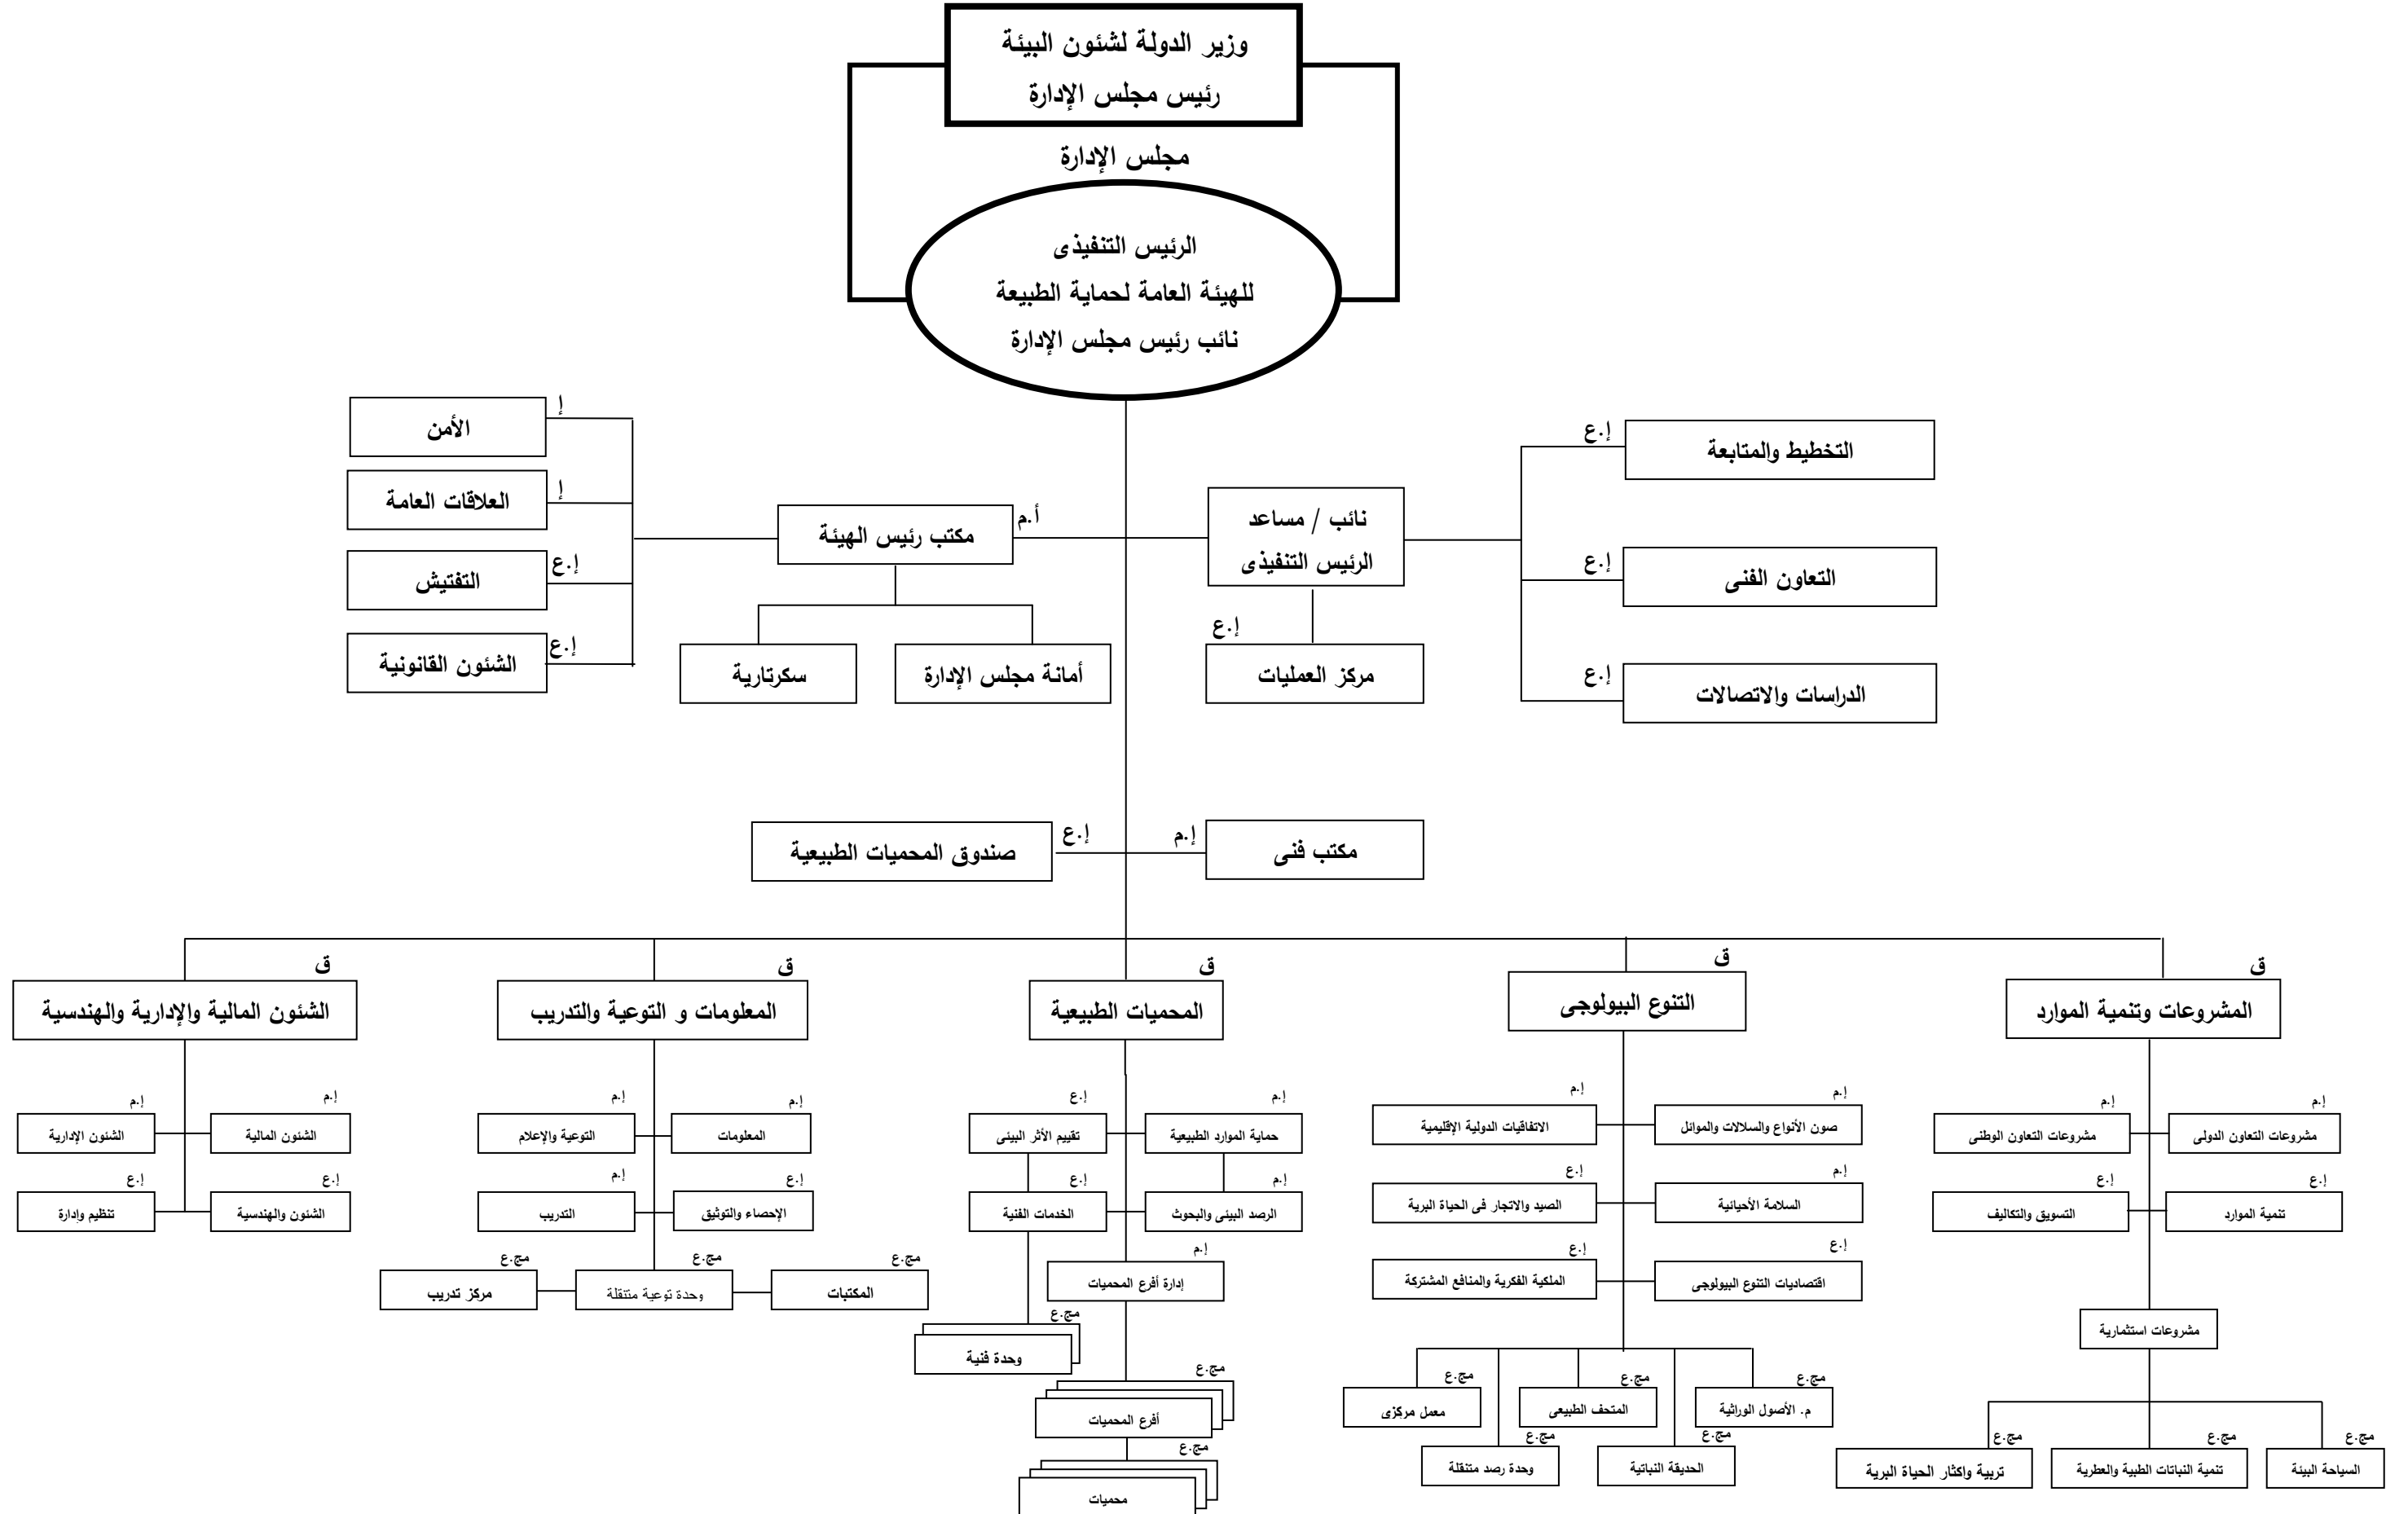 وزير الدولة لشئون البيئة
رئيس مجلس الإدارة
مجلس الإدارة
الرئيس التنفيذى
للهيئة العامة لحماية الطبيعة
نائب رئيس مجلس الإدارة
إ.ع
التخطيط والمتابعة
إ.ع
التعاون الفنى
إ.ع
الدراسات والاتصالات
نائب / مساعد
الرئيس التنفيذى
إ.ع
مركز العمليات
أ.م
مكتب رئيس الهيئة
أمانة مجلس الإدارة
سكرتارية
إ
الأمن
إ
العلاقات العامة
إ.ع
التفتيش
إ.ع
الشئون القانونية
إ.م
مكتب فنى
إ.ع
صندوق المحميات الطبيعية
ق
المشروعات وتنمية الموارد
إ.م
مشروعات التعاون الدولى
إ.م
مشروعات التعاون الوطنى
إ.ع
تنمية الموارد
إ.ع
التسويق والتكاليف
مشروعات استثمارية
مج.ع
السياحة البيئة
مج.ع
تنمية النباتات الطبية والعطرية
مج.ع
تربية واكثار الحياة البرية
ق
التنوع البيولوجى
إ.م
صون الأنواع والسلالات والموائل
إ.م
الاتفاقيات الدولية الإقليمية
إ.م
السلامة الأحيائية
إ.ع
الصيد والاتجار فى الحياة البرية
إ.ع
اقتصاديات التنوع البيولوجى
إ.ع
الملكية الفكرية والمنافع المشتركة
مج.ع
م. الأصول الوراثية
مج.ع
المتحف الطبيعى
مج.ع
معمل مركزى
مج.ع
الحديقة النباتية
مج.ع
وحدة رصد متنقلة
ق
المحميات الطبيعية
إ.م
حماية الموارد الطبيعية
إ.ع
تقييم الأثر البيئى
إ.م
الرصد البيئى والبحوث
إ.ع
الخدمات الفنية
إ.م
إدارة أفرع المحميات
مج.ع
وحدة فنية
مج.ع
أفرع المحميات
مج.ع
محميات
ق
المعلومات و التوعية والتدريب
إ.م
المعلومات
إ.م
التوعية والإعلام
إ.ع
الإحصاء والتوثيق
إ.م
التدريب
مج.ع
المكتبات
مج.ع
وحدة توعية متنقلة
مج.ع
مركز تدريب
ق
الشئون المالية والإدارية والهندسية
إ.م
الشئون المالية
إ.م
الشئون الإدارية
إ.ع
الشئون والهندسية
إ.ع
تنظيم وإدارة